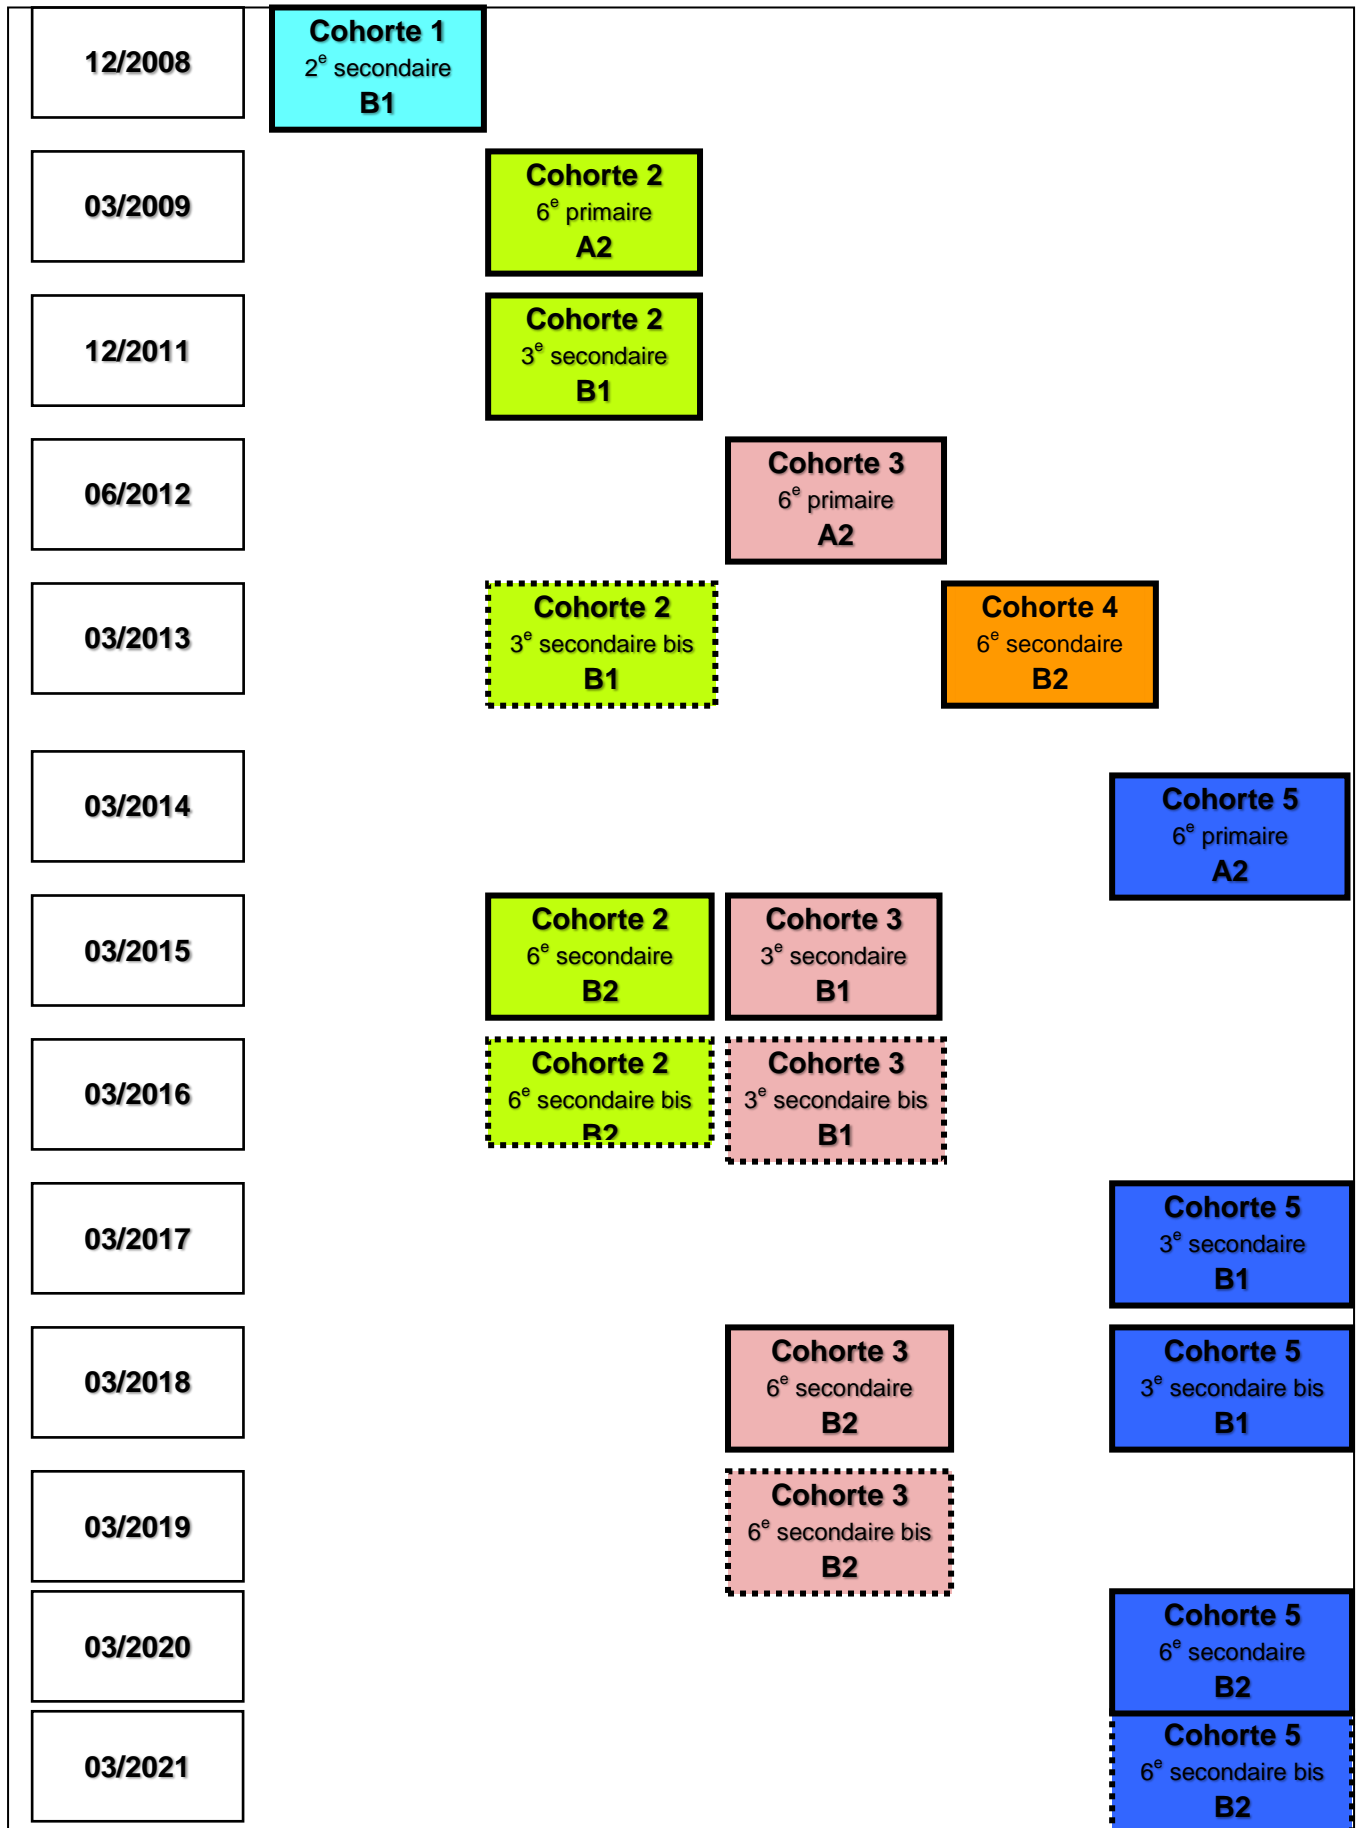 12/2008
Cohorte 1
2e secondaire
B1
03/2009
Cohorte 2
6e primaire
A2
12/2011
Cohorte 2
3e secondaire
B1
06/2012
Cohorte 3
6e primaire
A2
03/2013
Cohorte 2
3e secondaire bis
B1
Cohorte 4
6e secondaire
B2
03/2014
Cohorte 5
6e primaire
A2
03/2015
Cohorte 2
6e secondaire
B2
Cohorte 3
3e secondaire
B1
03/2016
Cohorte 2
6e secondaire bis
B2
Cohorte 3
3e secondaire bis
B1
03/2017
Cohorte 5
3e secondaire
B1
03/2018
Cohorte 3
6e secondaire
B2
Cohorte 5
3e secondaire bis
B1
03/2019
Cohorte 3
6e secondaire bis
B2
03/2020
Cohorte 5
6e secondaire
B2
03/2021
Cohorte 5
6e secondaire bis
B2